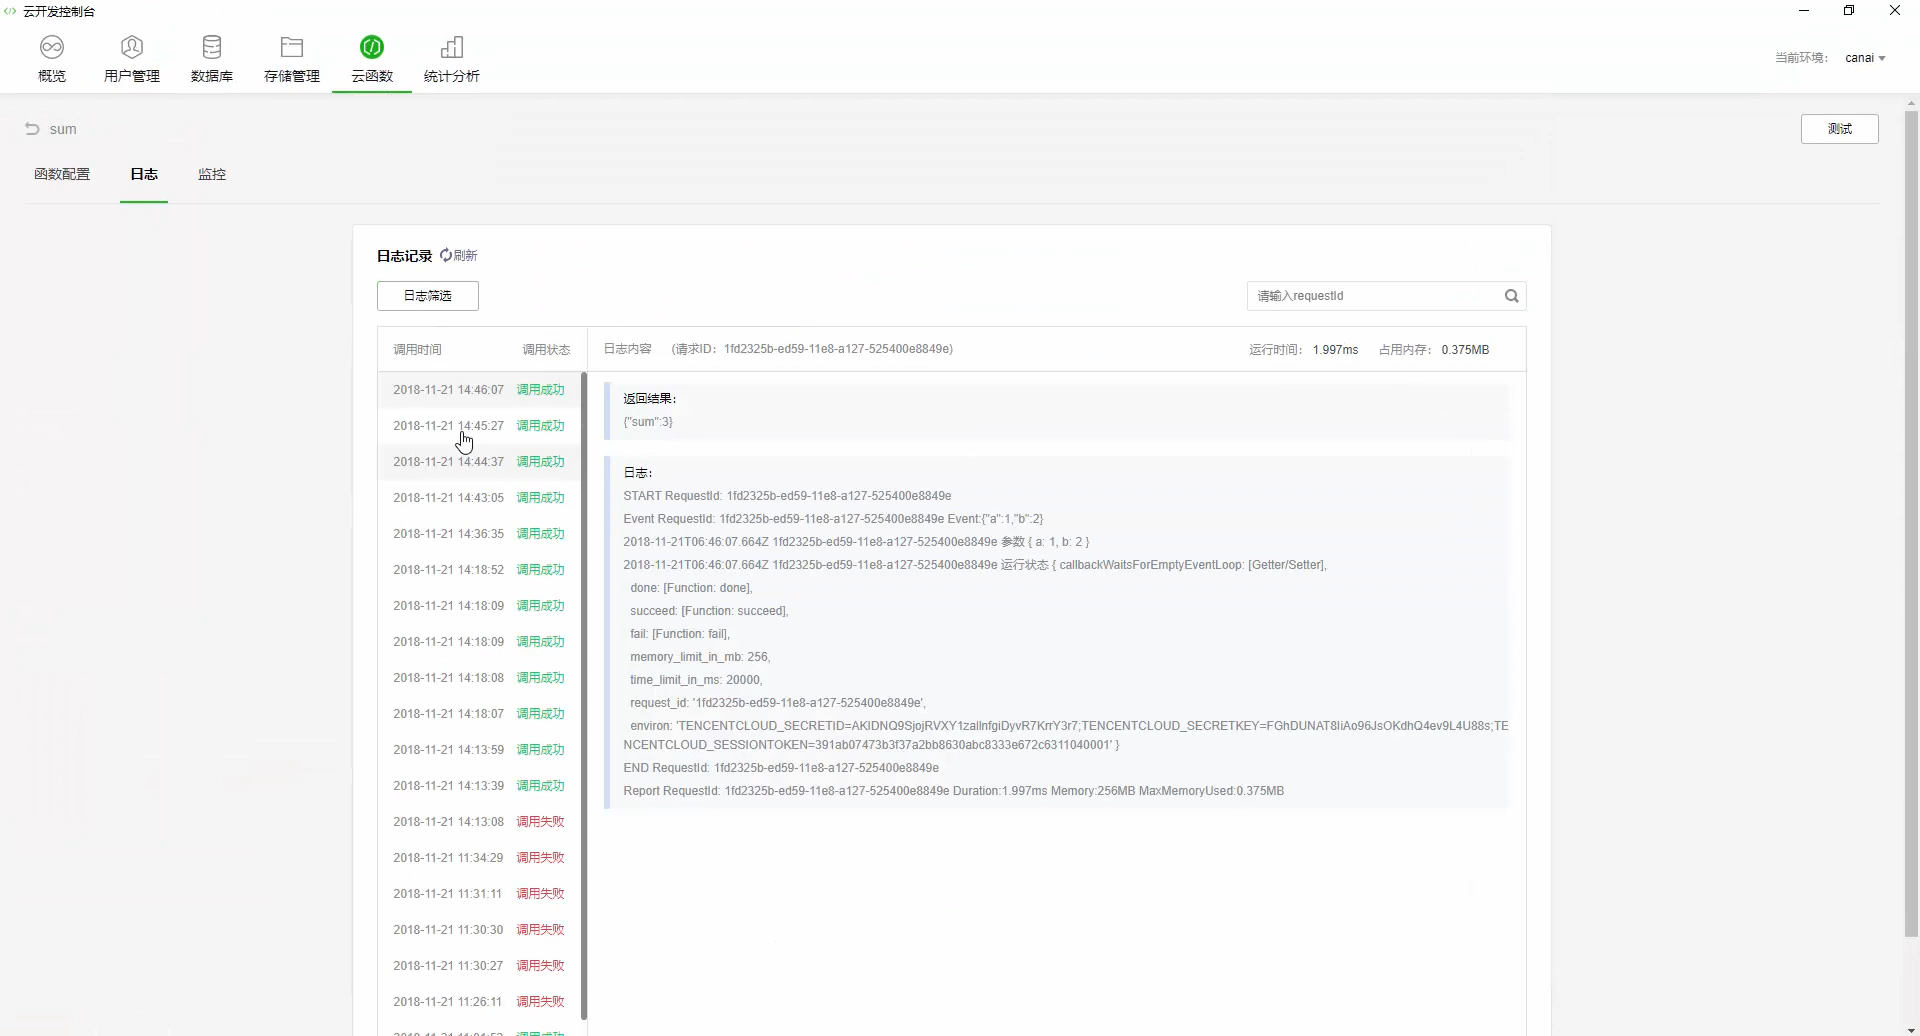 云开发控制台
概览 用户管理 数据库 存储管理 云函数 统计分析
当前环境： canai
sum
测试
函数配置 日志 监控
日志记录 刷新
日志筛选
请输入requestId
调用时间 调用状态
日志内容 (请求ID：1fd2325b-ed59-11e8-a127-525400e8849e)
运行时间： 1.997ms 占用内存： 0.375MB
2018-11-21 14:46:07 调用成功
2018-11-21 14:45:27 调用成功
2018-11-21 14:44:37 调用成功
2018-11-21 14:43:05 调用成功
2018-11-21 14:36:35 调用成功
2018-11-21 14:18:52 调用成功
2018-11-21 14:18:09 调用成功
2018-11-21 14:18:09 调用成功
2018-11-21 14:18:08 调用成功
2018-11-21 14:18:07 调用成功
2018-11-21 14:13:59 调用成功
2018-11-21 14:13:39 调用成功
2018-11-21 14:13:08 调用失败
2018-11-21 11:34:29 调用失败
2018-11-21 11:31:11 调用失败
2018-11-21 11:30:30 调用失败
2018-11-21 11:30:27 调用失败
2018-11-21 11:26:11 调用失败
返回结果：
{"sum":3}
日志：
START RequestId: 1fd2325b-ed59-11e8-a127-525400e8849e
Event RequestId: 1fd2325b-ed59-11e8-a127-525400e8849e Event:{"a":1,"b":2}
2018-11-21T06:46:07.664Z 1fd2325b-ed59-11e8-a127-525400e8849e 参数 { a: 1, b: 2 }
2018-11-21T06:46:07.664Z 1fd2325b-ed59-11e8-a127-525400e8849e 运行状态 { callbackWaitsForEmptyEventLoop: [Getter/Setter],
done: [Function: done],
succeed: [Function: succeed],
fail: [Function: fail],
memory_limit_in_mb: 256,
time_limit_in_ms: 20000,
request_id: '1fd2325b-ed59-11e8-a127-525400e8849e',
environ: 'TENCENTCLOUD_SECRETID=AKIDNQ9SjojRVXY1zallnfgiDyvR7KrrY3r7;TENCENTCLOUD_SECRETKEY=FGhDUNAT8liAo96JsOKdhQ4ev9L4U88s;TE
NCENTCLOUD_SESSIONTOKEN=391ab07473b3f37a2bb8630abc8333e672c6311040001' }
END RequestId: 1fd2325b-ed59-11e8-a127-525400e8849e
Report RequestId: 1fd2325b-ed59-11e8-a127-525400e8849e Duration:1.997ms Memory:256MB MaxMemoryUsed:0.375MB